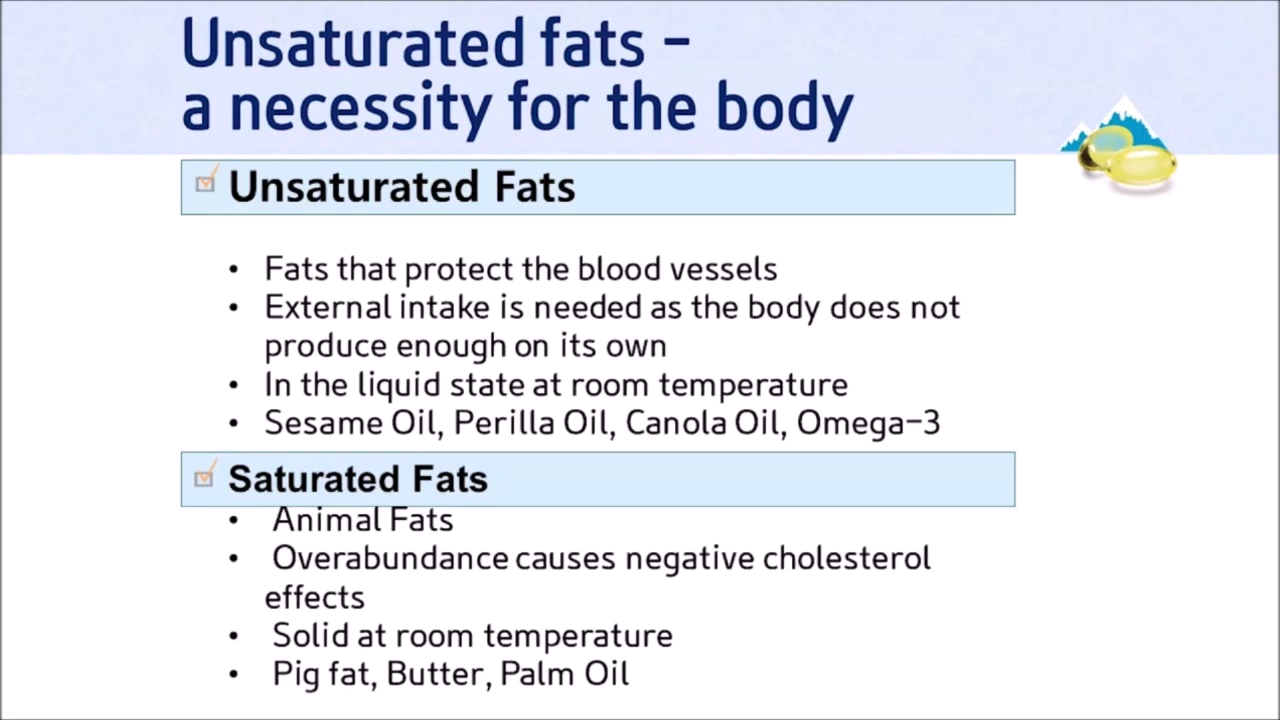 Unsaturated fats -
a necessity for the body
Unsaturated Fats
• Fats that protect the blood vessels
• External intake is needed as the body does not
produce enough on its own
• In the liquid state at room temperature
• Sesame Oil, Perilla Oil, Canola Oil, Omega-3
Saturated Fats
• Animal Fats
• Overabundance causes negative cholesterol
effects
• Solid at room temperature
• Pig fat, Butter, Palm Oil